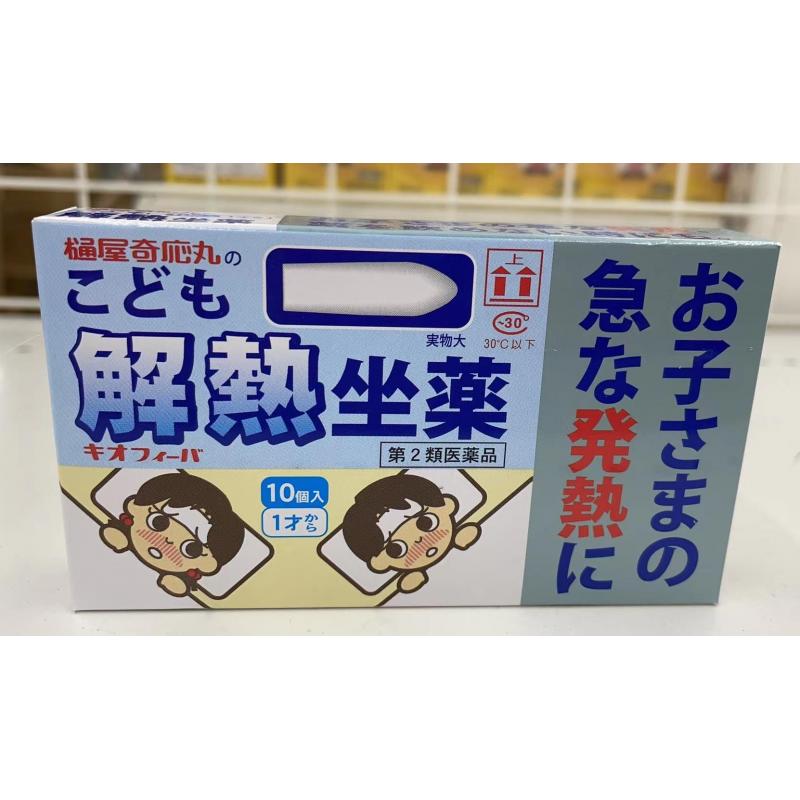 樋屋奇応丸の
こども
解熱坐薬
キオフィーバ
実物大
上
~30°
30℃以下
第2類医薬品
10個入
1才から
お子さまの
急な発熱に